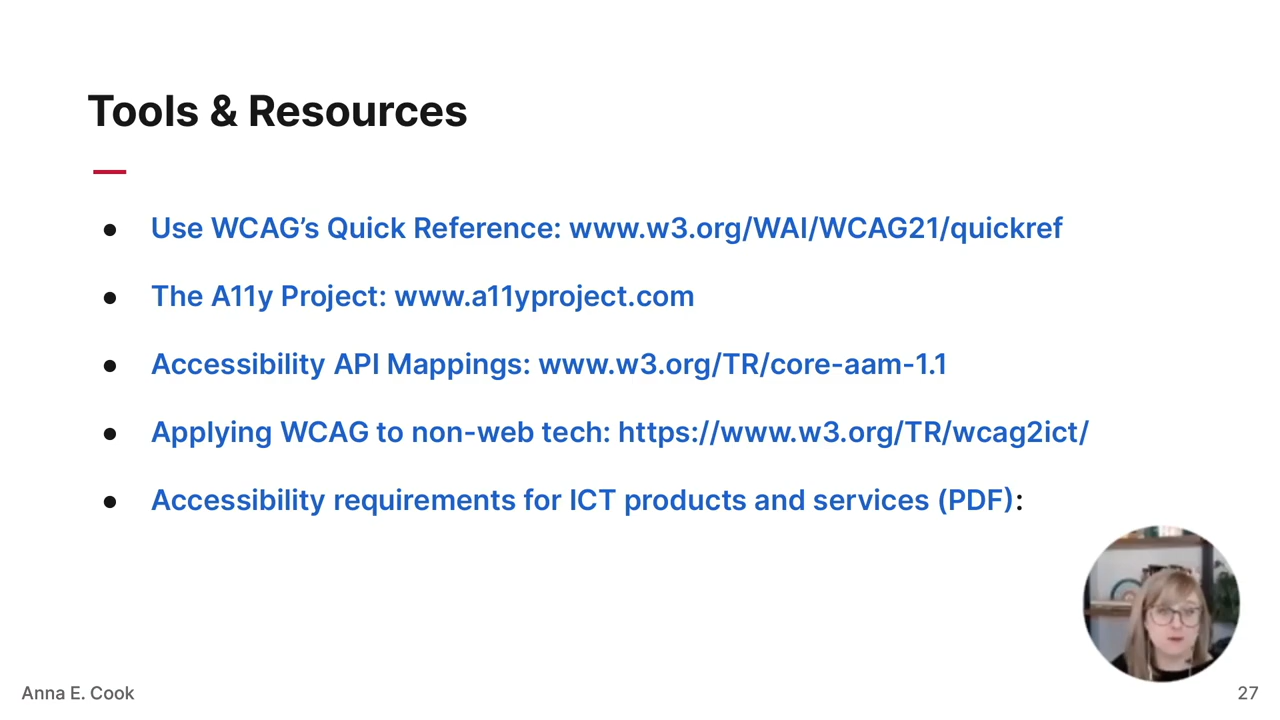 Tools & Resources
● Use WCAG’s Quick Reference: www.w3.org/WAI/WCAG21/quickref
● The A11y Project: www.a11yproject.com
● Accessibility API Mappings: www.w3.org/TR/core-aam-1.1
● Applying WCAG to non-web tech: https://www.w3.org/TR/wcag2ict/
● Accessibility requirements for ICT products and services (PDF):
Anna E. Cook
27